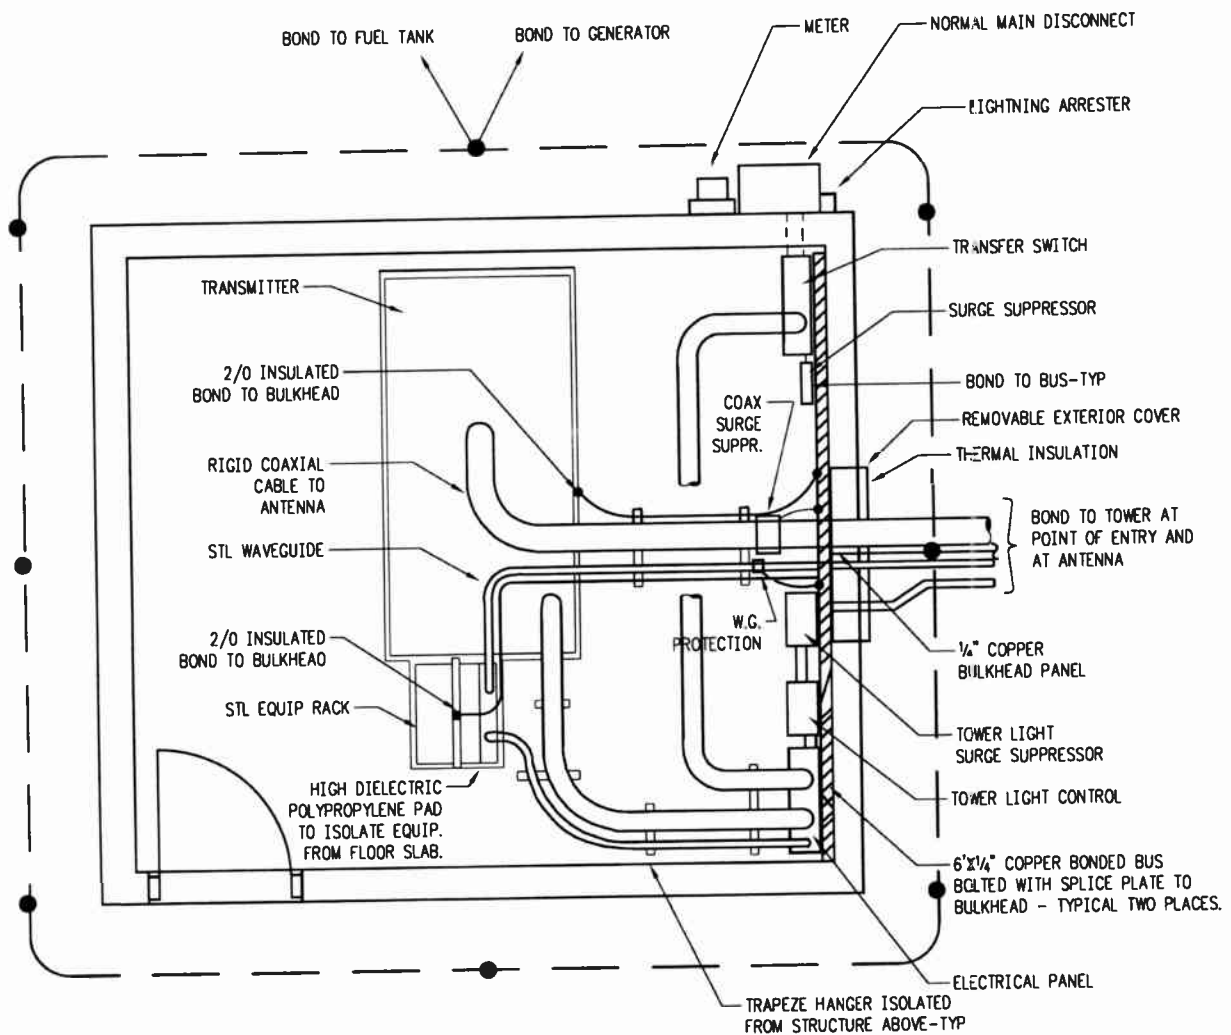 BOND TO FUEL TANK
BOND TO GENERATOR
METER
NORMAL MAIN DISCONNECT
LIGHTNING ARRESTER
TRANSFER SWITCH
SURGE SUPPRESSOR
BOND TO BUS-TYP
REMOVABLE EXTERIOR COVER
THERMAL INSULATION
BOND TO TOWER AT
POINT OF ENTRY AND
AT ANTENNA
1/4" COPPER
BULKHEAD PANEL
TOWER LIGHT
SURGE SUPPRESSOR
TOWER LIGHT CONTROL
6'X1/4" COPPER BONDED BUS
BOLTED WITH SPLICE PLATE TO
BULKHEAD - TYPICAL TWO PLACES.
ELECTRICAL PANEL
TRAPEZE HANGER ISOLATED
FROM STRUCTURE ABOVE-TYP
TRANSMITTER
2/0 INSULATED
BOND TO BULKHEAD
COAX
SURGE
SUPPR.
RIGID COAXIAL
CABLE TO
ANTENNA
STL WAVEGUIDE
W.G.
PROTECTION
2/0 INSULATED
BOND TO BULKHEAD
STL EQUIP RACK
HIGH DIELECTRIC
POLYPROPYLENE PAD
TO ISOLATE EQUIP.
FROM FLOOR SLAB.